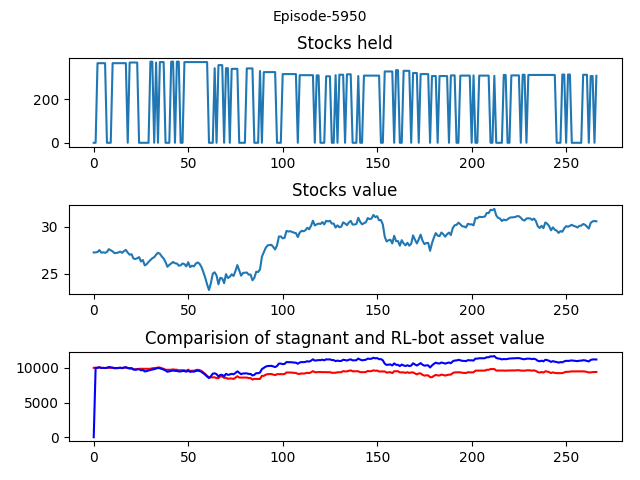 Episode-5950
Stocks held
200
0
0 50 100 150 200 250
Stocks value
30
25
0 50 100 150 200 250
Comparision of stagnant and RL-bot asset value
10000
5000
0
0 50 100 150 200 250